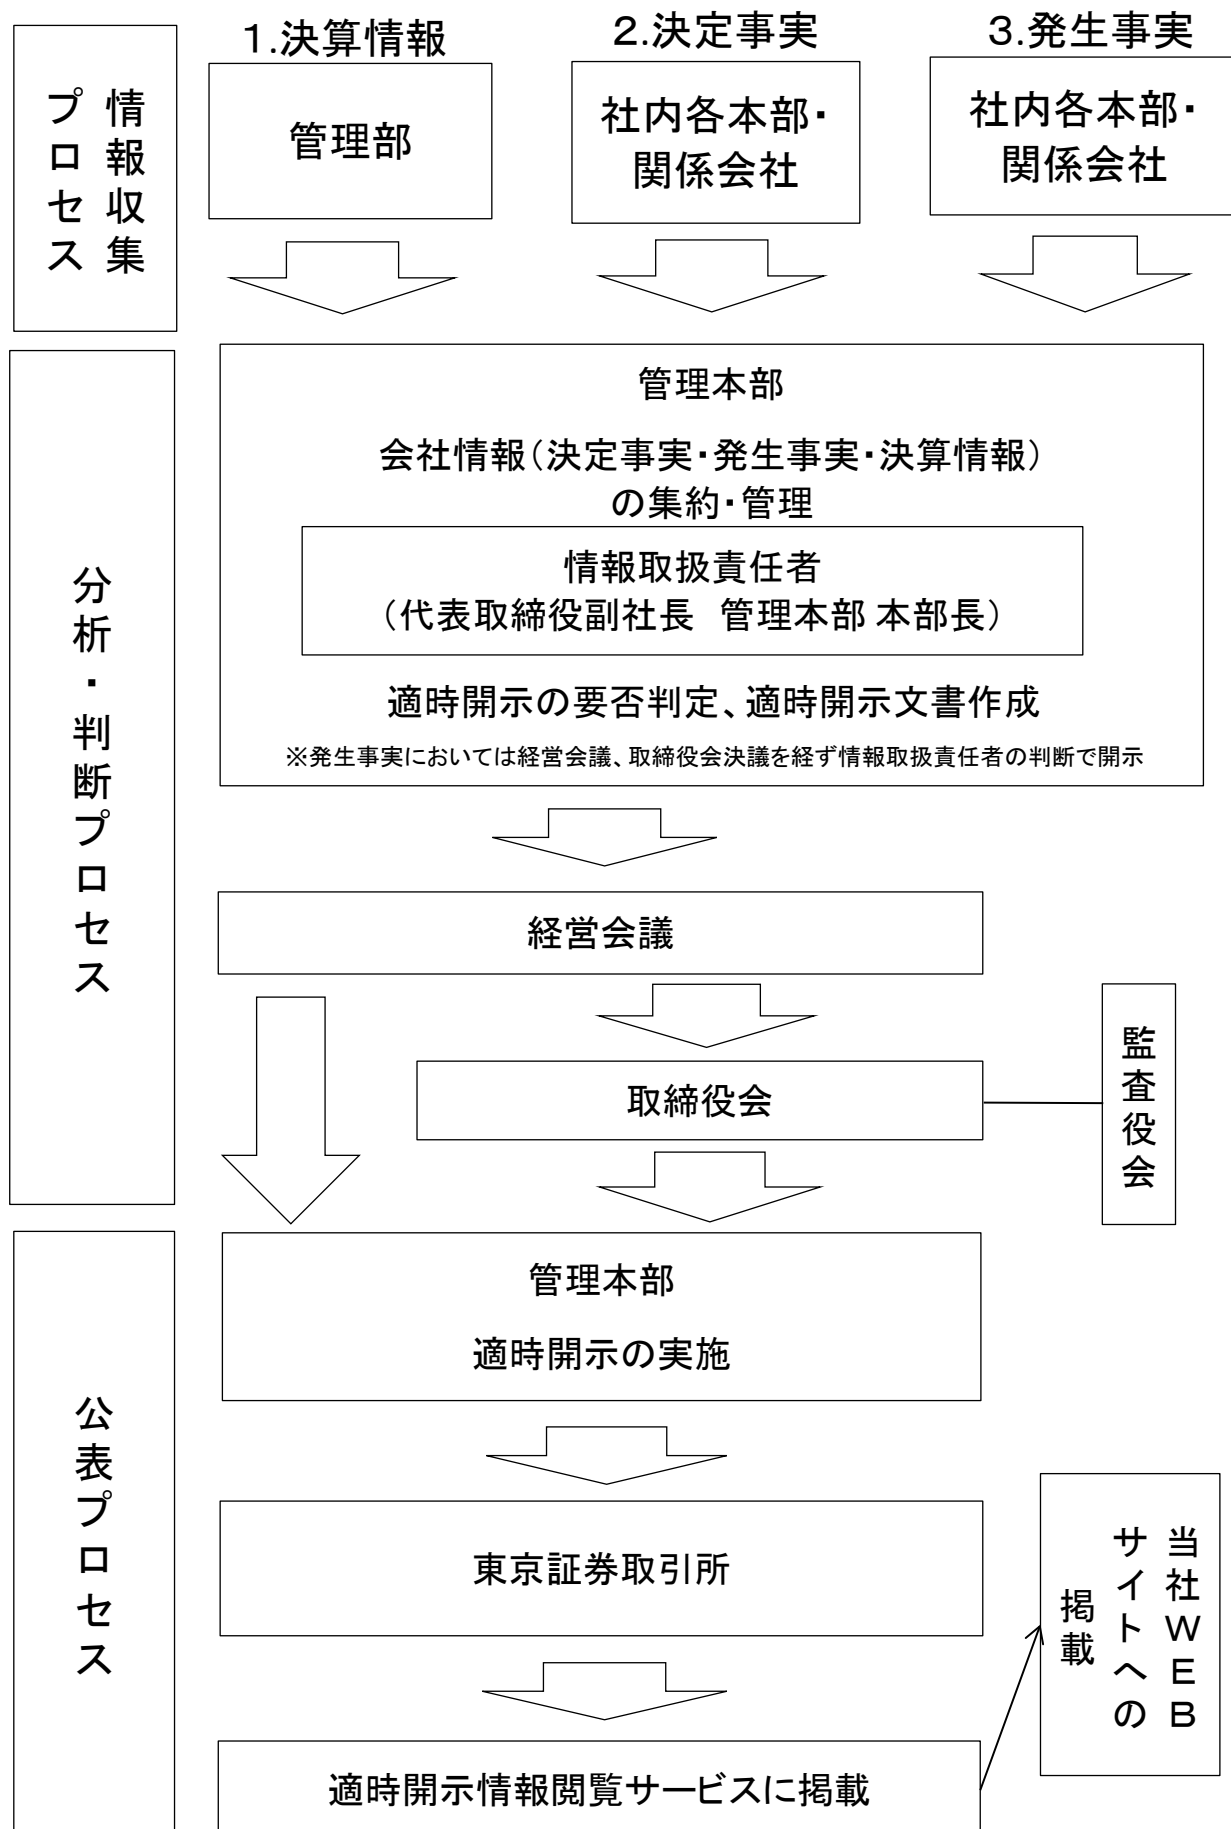 情報収集
プロセス
1.決算情報
管理部
2.決定事実
社内各本部・
関係会社
3.発生事実
社内各本部・
関係会社
分析・判断プロセス
管理本部
会社情報(決定事実・発生事実・決算情報)
の集約・管理
情報取扱責任者
(代表取締役副社長 管理本部 本部長)
適時開示の要否判定、適時開示文書作成
※発生事実においては経営会議、取締役会決議を経ず情報取扱責任者の判断で開示
経営会議
取締役会
監査役会
公表プロセス
管理本部
適時開示の実施
東京証券取引所
適時開示情報閲覧サービスに掲載
当社WEB
サイトへの
掲載